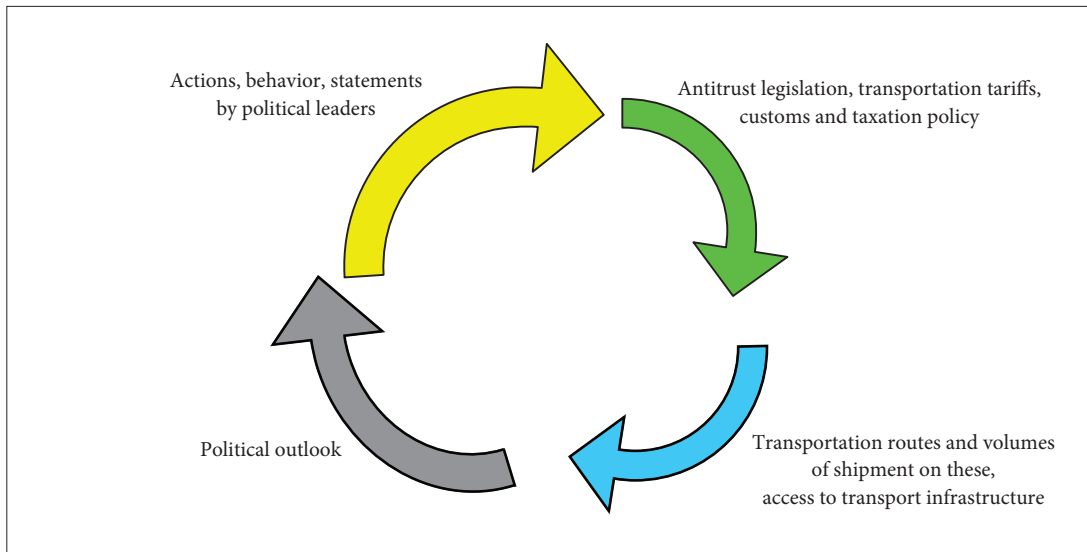 Actions, behavior, statements
by political leaders
Antitrust legislation, transportation tariffs,
customs and taxation policy
Transportation routes and volumes
of shipment on these,
access to transport infrastructure
Political outlook